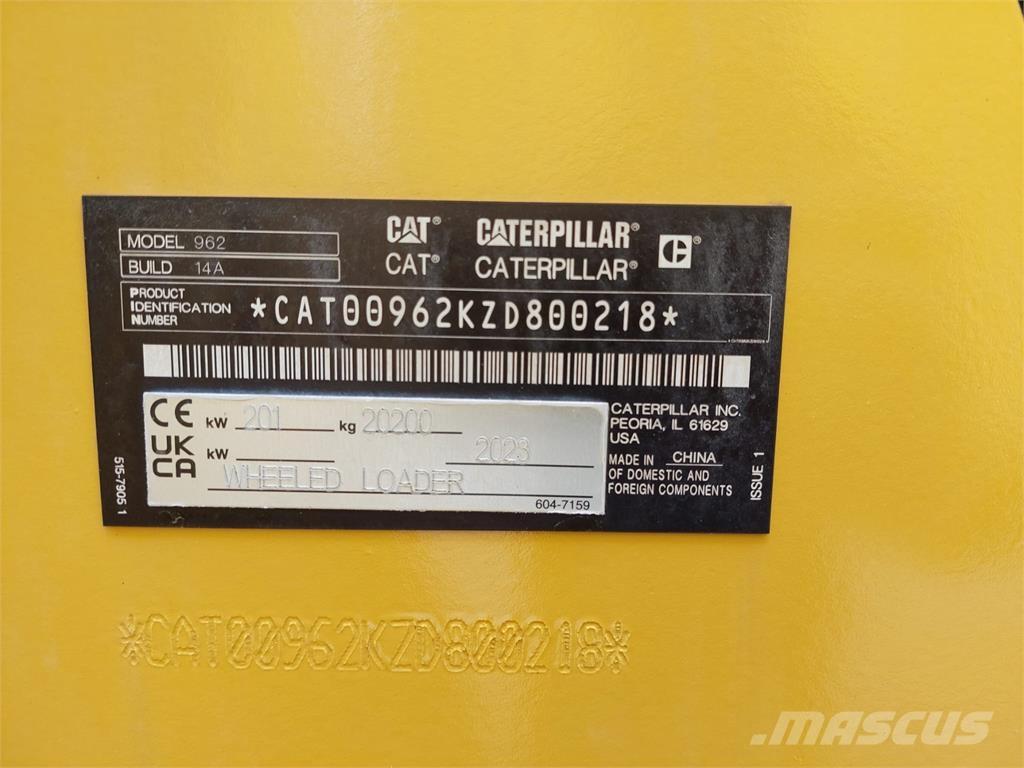 MODEL 962
BUILD 14A
CAT® CATERPILLAR® C®
CAT® CATERPILLAR®
PRODUCT
IDENTIFICATION
NUMBER
*CAT00962KZD800218*
CE kW 201 kg 20200
UK
CA kW 2023
WHEELED LOADER
604-7159
CATERPILLAR INC.
PEORIA, IL 61629
USA
MADE IN CHINA
OF DOMESTIC AND
FOREIGN COMPONENTS
515-7905 1
ISSUE 1
*CAT00962KZD800218*
MASCUS